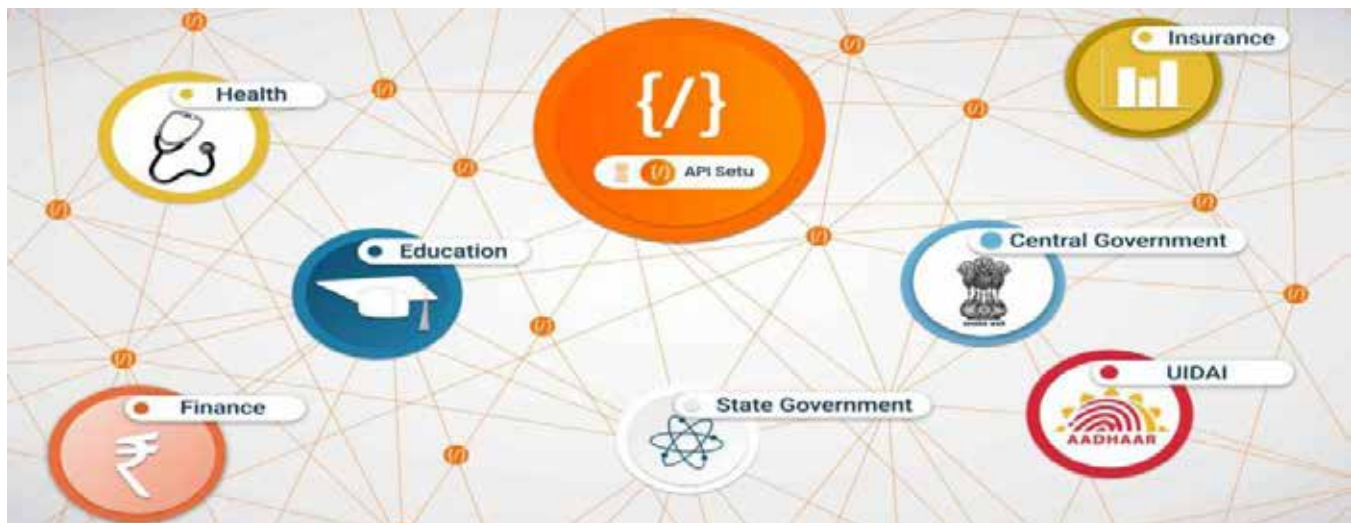 {/}
API Setu
Insurance
Health
Education
Central Government
Finance
₹
State Government
UIDAI
AADHAAR